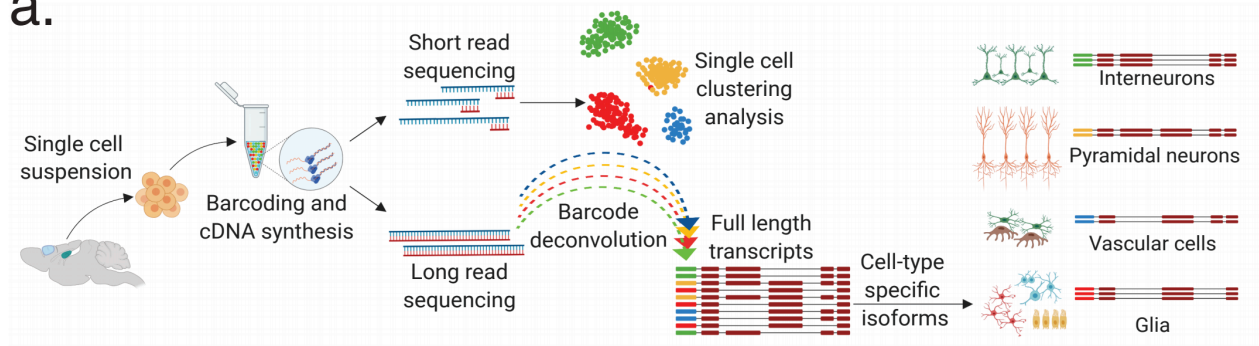 a.
Single cell
suspension
Barcoding and
cDNA synthesis
Short read
sequencing
Long read
sequencing
Single cell
clustering
analysis
Barcode
deconvolution
Full length
transcripts
Cell-type
specific
isoforms
Interneurons
Pyramidal neurons
Vascular cells
Glia